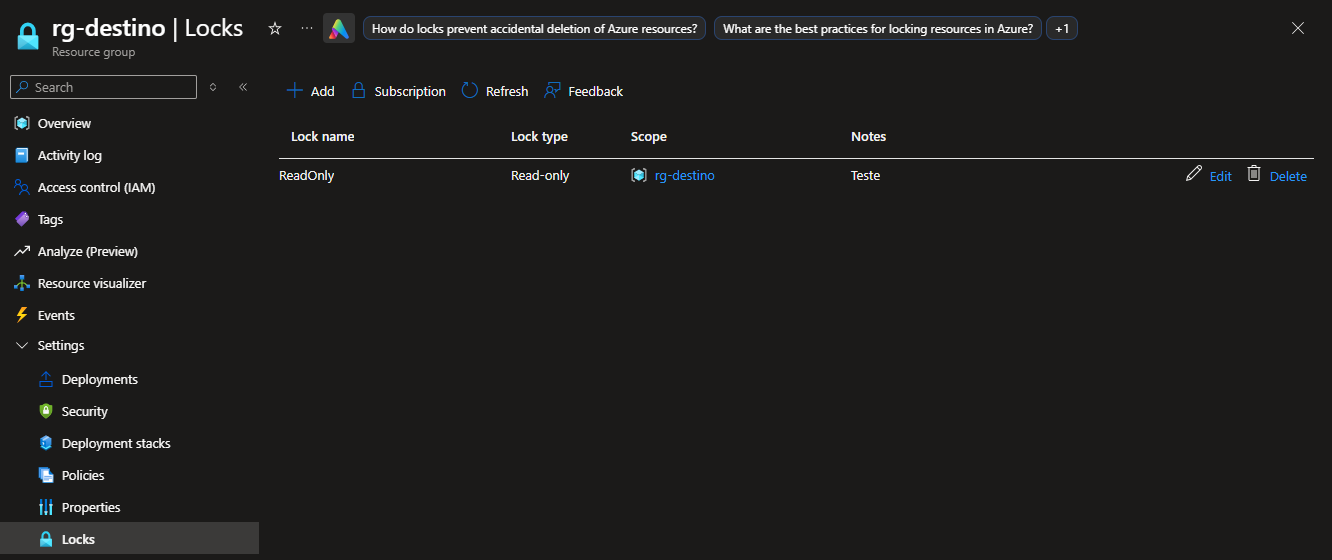 rg-destino | Locks
Resource group
How do locks prevent accidental deletion of Azure resources?
What are the best practices for locking resources in Azure?
+1
Search
Add
Subscription
Refresh
Feedback
Overview
Activity log
Access control (IAM)
Tags
Analyze (Preview)
Resource visualizer
Events
Settings
Deployments
Security
Deployment stacks
Policies
Properties
Locks
Lock name Lock type Scope Notes
ReadOnly Read-only rg-destino Teste Edit Delete